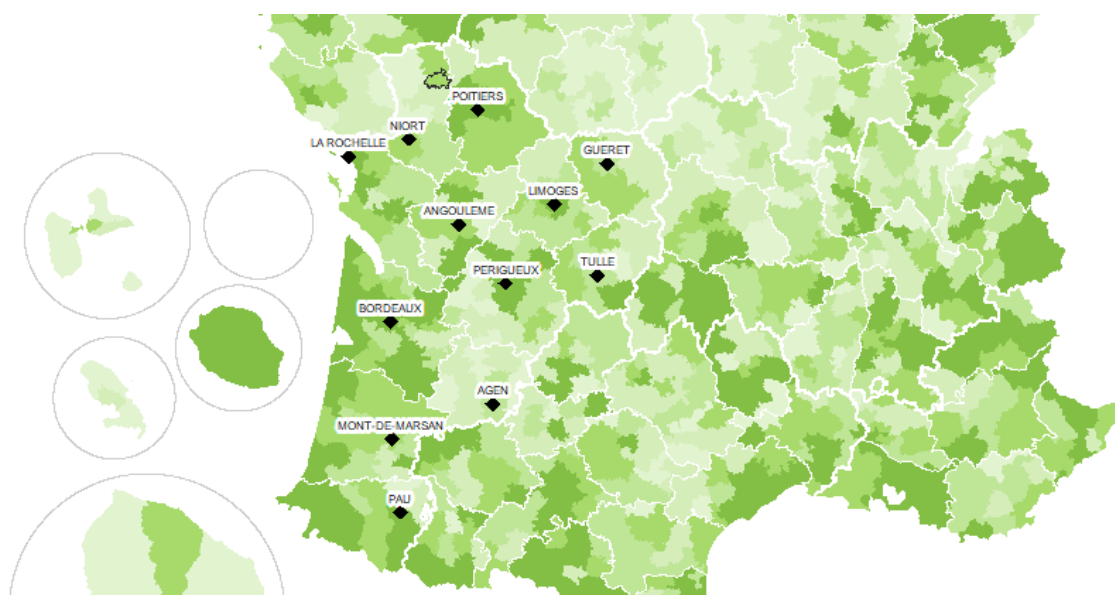 POITIERS
NIORT
LA ROCHELLE
GUERET
LIMOGES
ANGOULEME
TULLE
PERIGUEUX
BORDEAUX
AGEN
MONT-DE-MARSAN
PAU